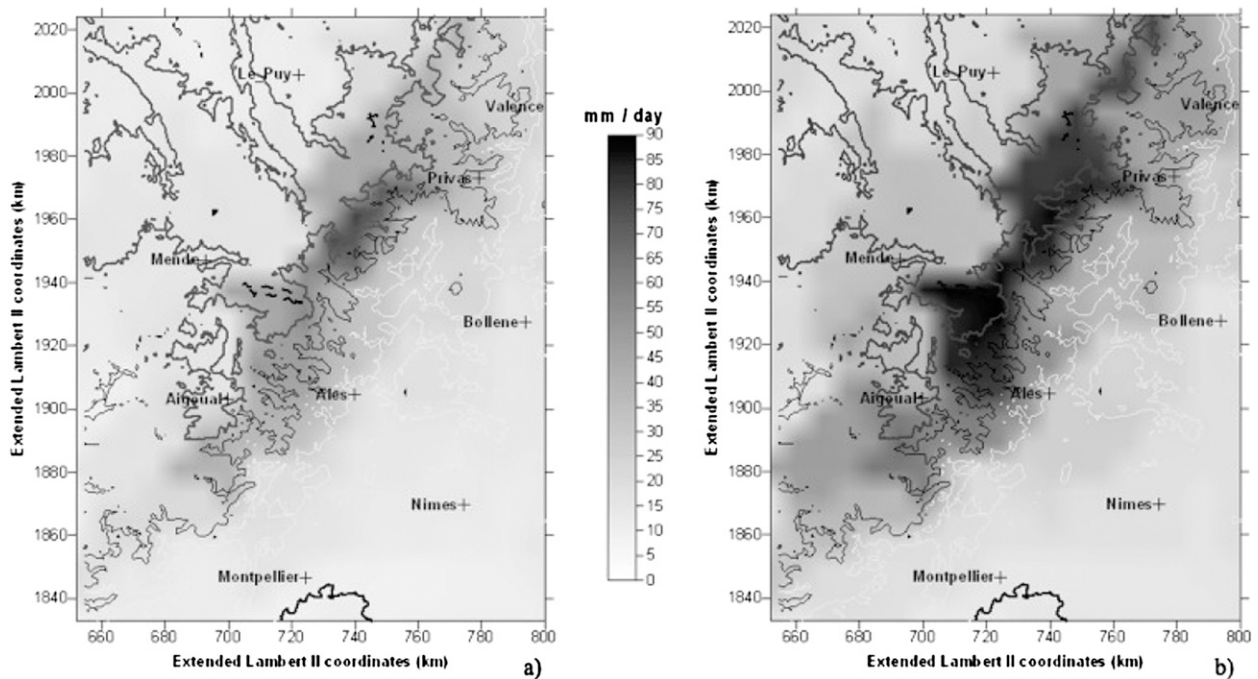 2020
2000
1980
1960
1940
1920
1900
1880
1860
1840
Extended Lambert II coordinates (km)
Le Puy
Valence
Privas
Mende
Bollene
Aigoual
Ales
Nimes
Montpellier
660 680 700 720 740 760 780 800
Extended Lambert II coordinates (km)
a)
mm / day
90
85
80
75
70
65
60
55
50
45
40
35
30
25
20
15
10
5
0
2020
2000
1980
1960
1940
1920
1900
1880
1860
1840
Extended Lambert II coordinates (km)
Le Puy
Valence
Privas
Mende
Bollene
Aigoual
Ales
Nimes
Montpellier
660 680 700 720 740 760 780 800
Extended Lambert II coordinates (km)
b)